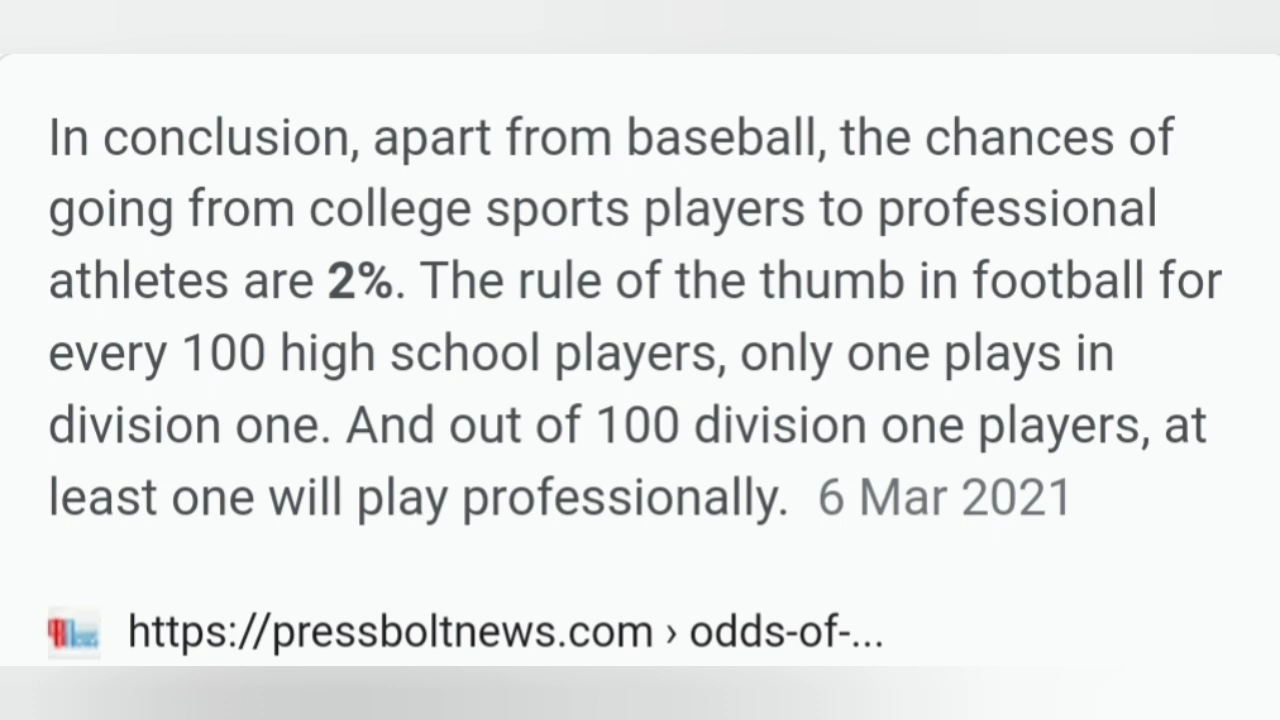 In conclusion, apart from baseball, the chances of
going from college sports players to professional
athletes are 2%. The rule of the thumb in football for
every 100 high school players, only one plays in
division one. And out of 100 division one players, at
least one will play professionally. 6 Mar 2021
https://pressboltnews.com › odds-of-...